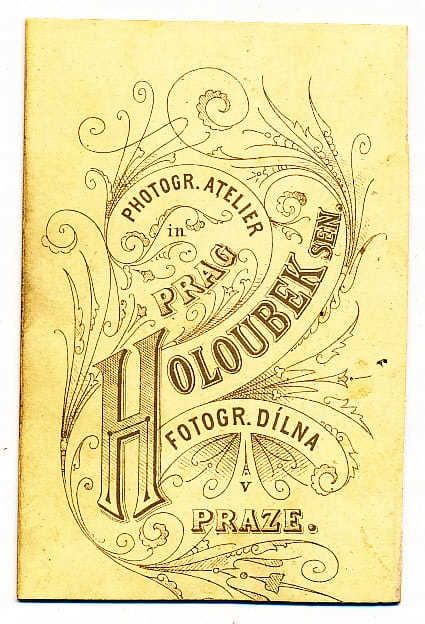 PHOTOGR. ATELIER
in
PRAG
HOLOUBEK SEN.
FOTOGR. DÍLNA
v
PRAZE.